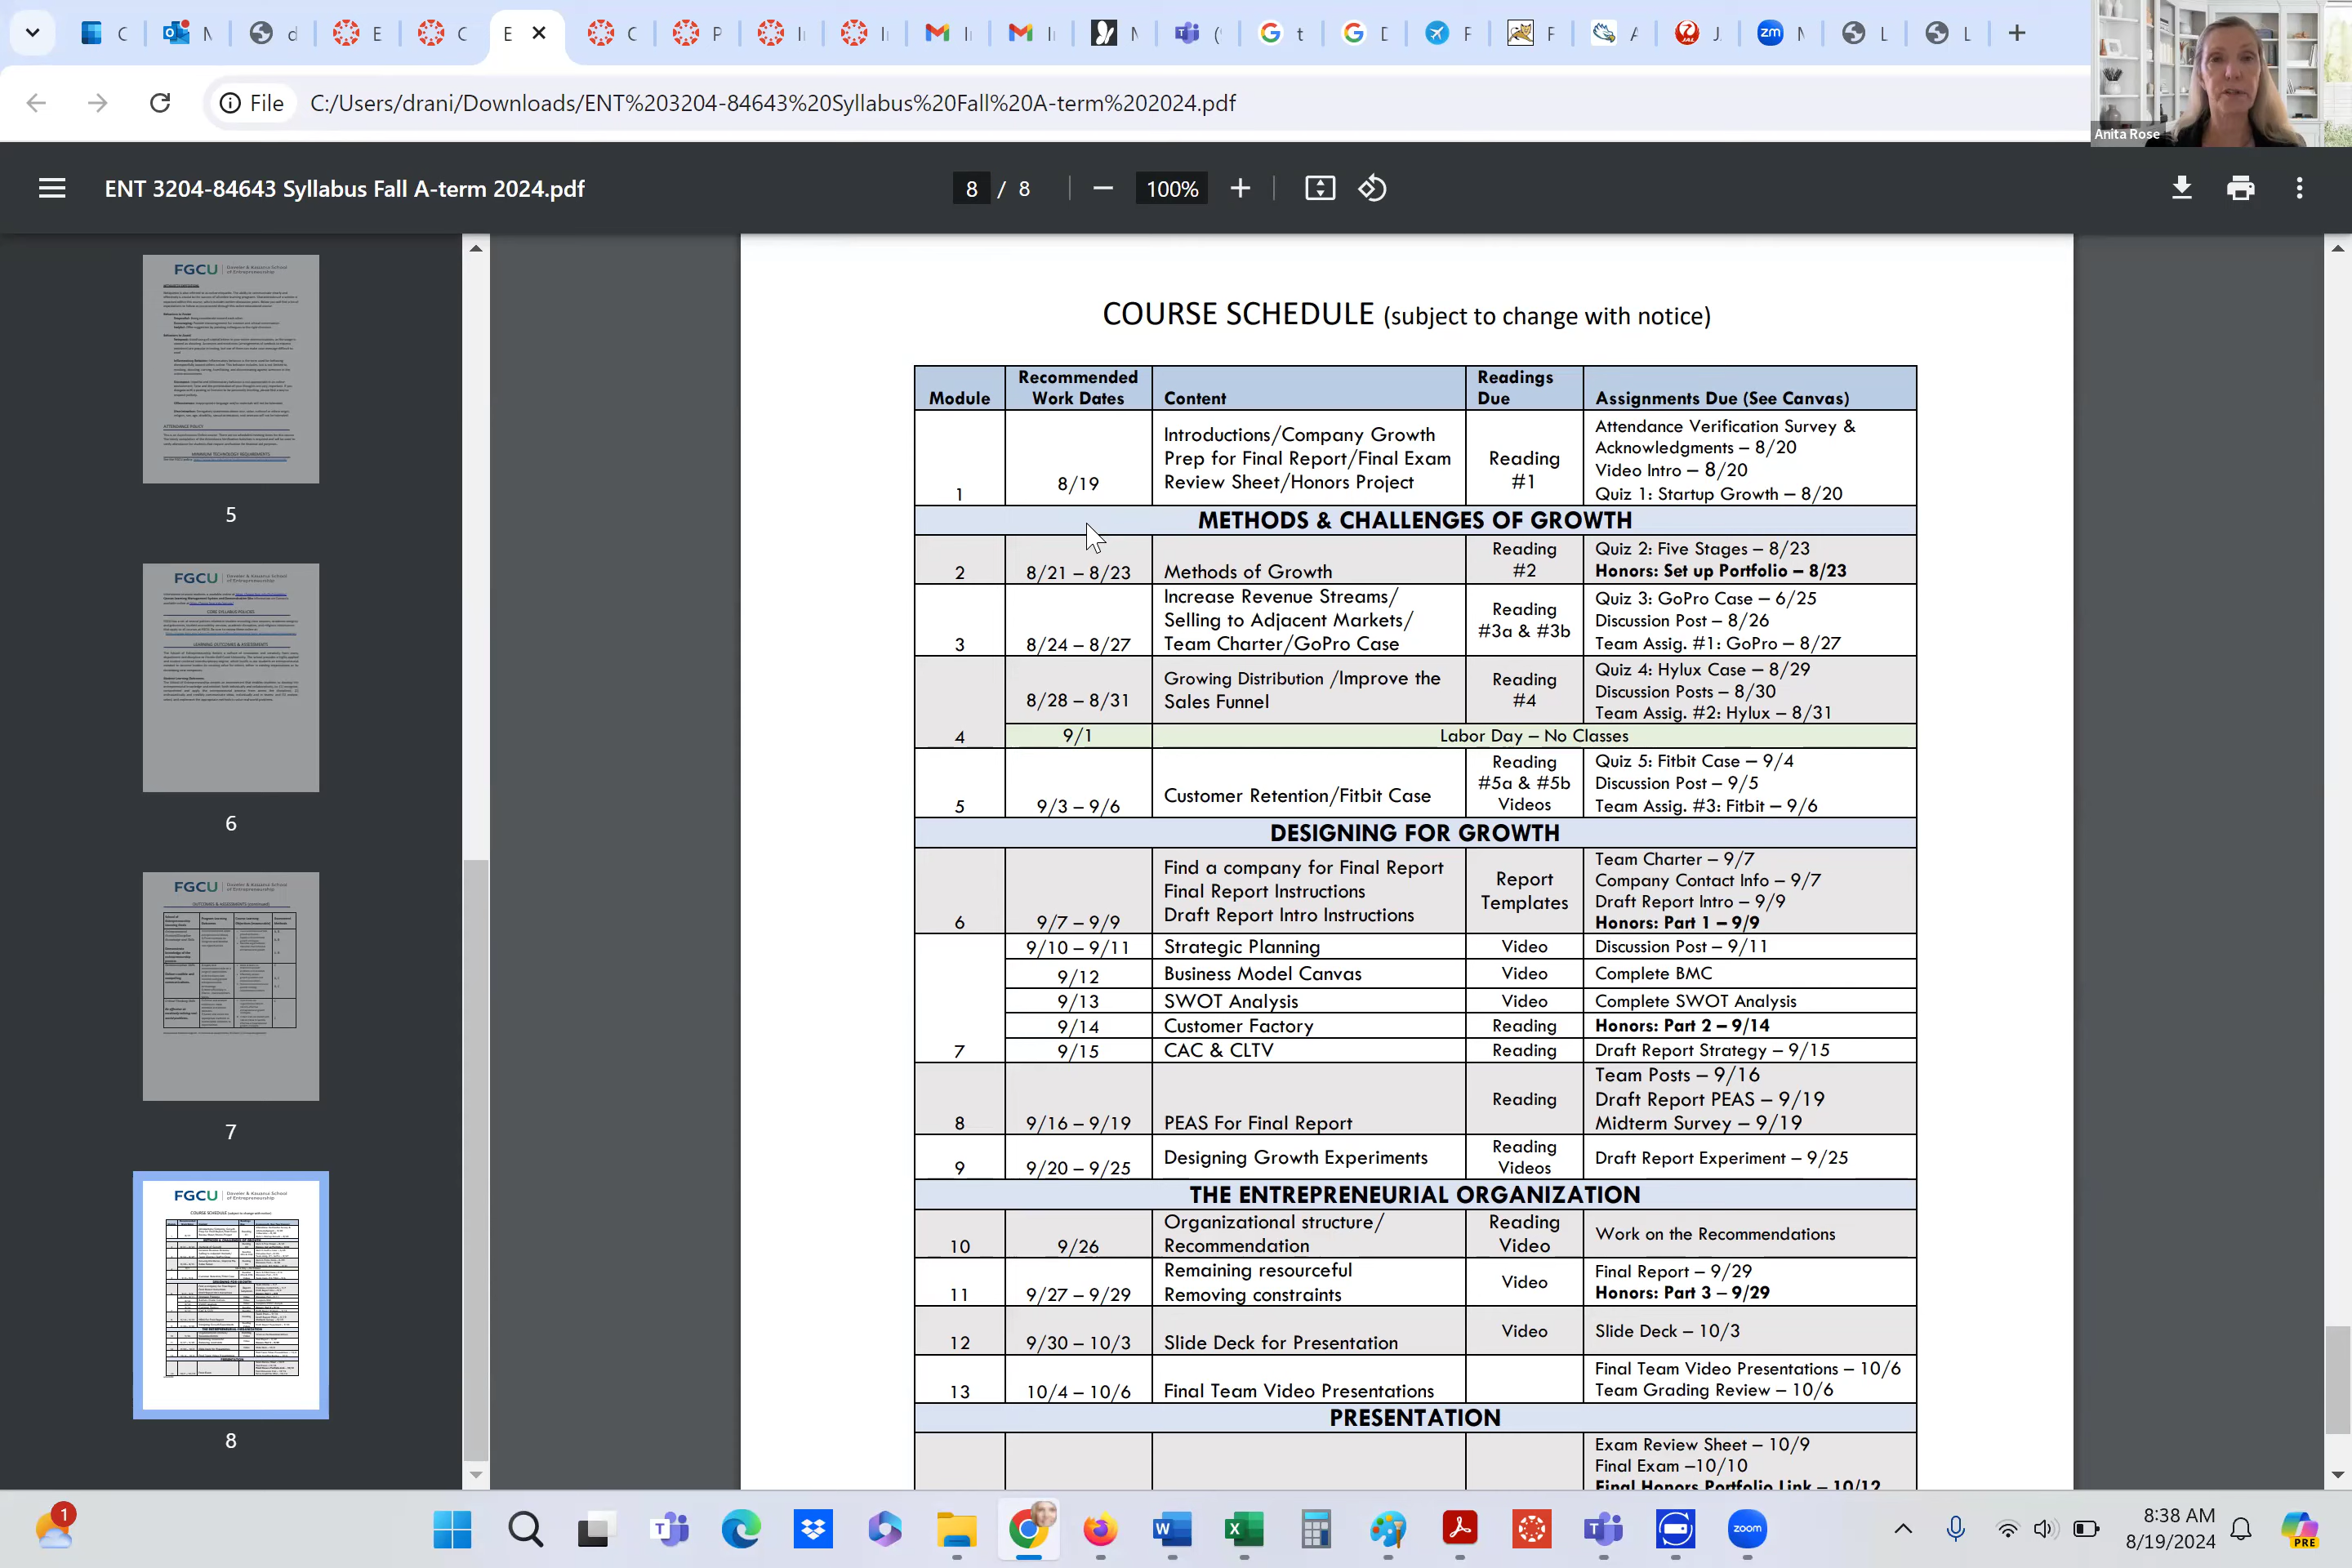 C
N
d
E
C
E
C
P
I
I
I
I
N
(
t
D
F
F
A
J
zm
N
L
L
File
C:/Users/drani/Downloads/ENT%203204-84643%20Syllabus%20Fall%20A-term%202024.pdf
Anita Rose
ENT 3204-84643 Syllabus Fall A-term 2024.pdf
8 / 8
100%
FGCU
5
FGCU
6
FGCU
7
FGCU
8
COURSE SCHEDULE (subject to change with notice)
Module
Recommended
Work Dates
Content
Readings
Due
Assignments Due (See Canvas)
1
8/19
Introductions/Company Growth
Prep for Final Report/Final Exam
Review Sheet/Honors Project
Reading
#1
Attendance Verification Survey &
Acknowledgments – 8/20
Video Intro – 8/20
Quiz 1: Startup Growth – 8/20
METHODS & CHALLENGES OF GROWTH
2
8/21 – 8/23
Methods of Growth
Reading
#2
Quiz 2: Five Stages – 8/23
Honors: Set up Portfolio – 8/23
3
8/24 – 8/27
Increase Revenue Streams/
Selling to Adjacent Markets/
Team Charter/GoPro Case
Reading
#3a & #3b
Quiz 3: GoPro Case – 6/25
Discussion Post – 8/26
Team Assig. #1: GoPro – 8/27
4
8/28 – 8/31
Growing Distribution /Improve the
Sales Funnel
Reading
#4
Quiz 4: Hylux Case – 8/29
Discussion Posts – 8/30
Team Assig. #2: Hylux – 8/31
9/1
Labor Day – No Classes
5
9/3 – 9/6
Customer Retention/Fitbit Case
Reading
#5a & #5b
Videos
Quiz 5: Fitbit Case – 9/4
Discussion Post – 9/5
Team Assig. #3: Fitbit – 9/6
DESIGNING FOR GROWTH
6
9/7 – 9/9
Find a company for Final Report
Final Report Instructions
Draft Report Intro Instructions
Report
Templates
Team Charter – 9/7
Company Contact Info – 9/7
Draft Report Intro – 9/9
Honors: Part 1 – 9/9
7
9/10 – 9/11
Strategic Planning
Video
Discussion Post – 9/11
9/12
Business Model Canvas
Video
Complete BMC
9/13
SWOT Analysis
Video
Complete SWOT Analysis
9/14
Customer Factory
Reading
Honors: Part 2 – 9/14
9/15
CAC & CLTV
Reading
Draft Report Strategy – 9/15
8
9/16 – 9/19
PEAS For Final Report
Reading
Team Posts – 9/16
Draft Report PEAS – 9/19
Midterm Survey – 9/19
9
9/20 – 9/25
Designing Growth Experiments
Reading
Videos
Draft Report Experiment – 9/25
THE ENTREPRENEURIAL ORGANIZATION
10
9/26
Organizational structure/
Recommendation
Reading
Video
Work on the Recommendations
11
9/27 – 9/29
Remaining resourceful
Removing constraints
Video
Final Report – 9/29
Honors: Part 3 – 9/29
12
9/30 – 10/3
Slide Deck for Presentation
Video
Slide Deck – 10/3
13
10/4 – 10/6
Final Team Video Presentations
Final Team Video Presentations – 10/6
Team Grading Review – 10/6
PRESENTATION
Exam Review Sheet – 10/9
Final Exam –10/10
Final Honors Portfolio Link – 10/12
1
zoom
PRE
8:38 AM
8/19/2024